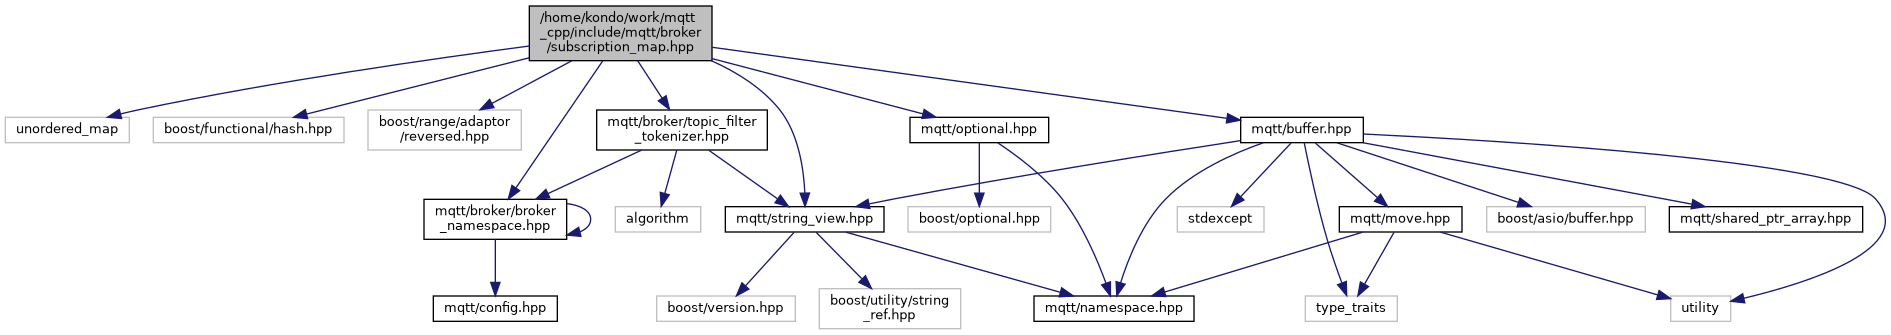 /home/kondo/work/mqtt
_cpp/include/mqtt/broker
/subscription_map.hpp
unordered_map
boost/functional/hash.hpp
boost/range/adaptor
/reversed.hpp
mqtt/broker/topic_filter
_tokenizer.hpp
mqtt/optional.hpp
mqtt/buffer.hpp
mqtt/broker/broker
_namespace.hpp
algorithm
mqtt/string_view.hpp
boost/optional.hpp
stdexcept
mqtt/move.hpp
boost/asio/buffer.hpp
mqtt/shared_ptr_array.hpp
mqtt/config.hpp
boost/version.hpp
boost/utility/string
_ref.hpp
mqtt/namespace.hpp
type_traits
utility